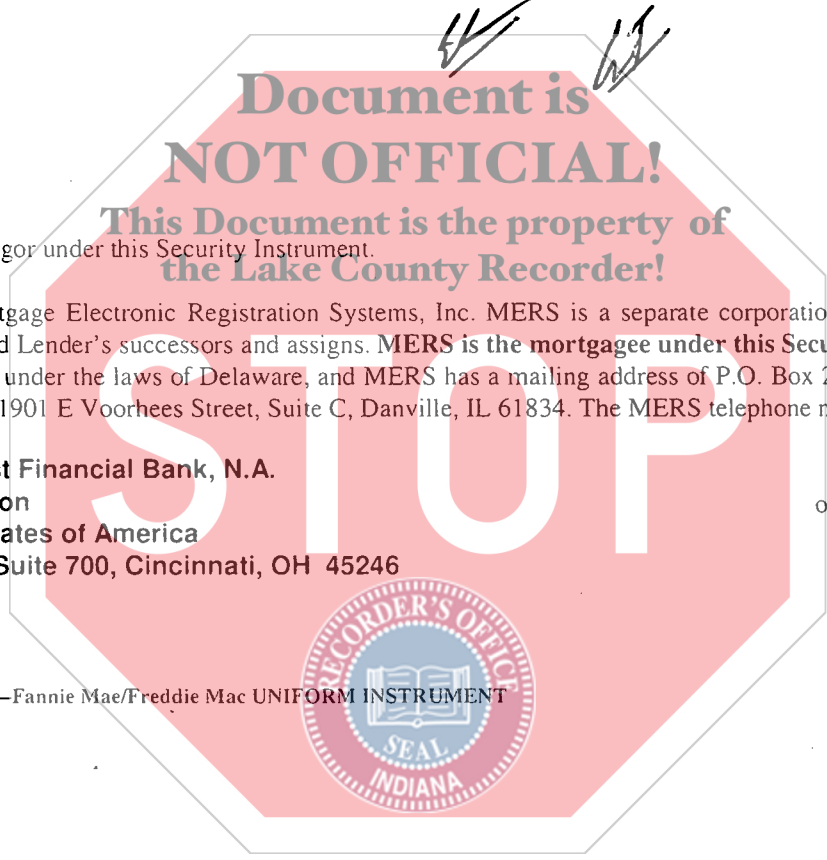 Document is
NOT OFFICIAL!
This Document is the property of
gor under this Security Instrument.
the Lake County Recorder!
tgage Electronic Registration Systems, Inc. MERS is a separate corporatio
d Lender's successors and assigns. MERS is the mortgagee under this Secu
under the laws of Delaware, and MERS has a mailing address of P.O. Box 2
1901 E Voorhees Street, Suite C, Danville, IL 61834. The MERS telephone n
STOP
t Financial Bank, N.A.
on
o
ates of America
Suite 700, Cincinnati, OH 45246
RECORDER'S OFFICE
–Fannie Mae/Freddie Mac UNIFORM INSTRUMENT
SEAL
INDIANA